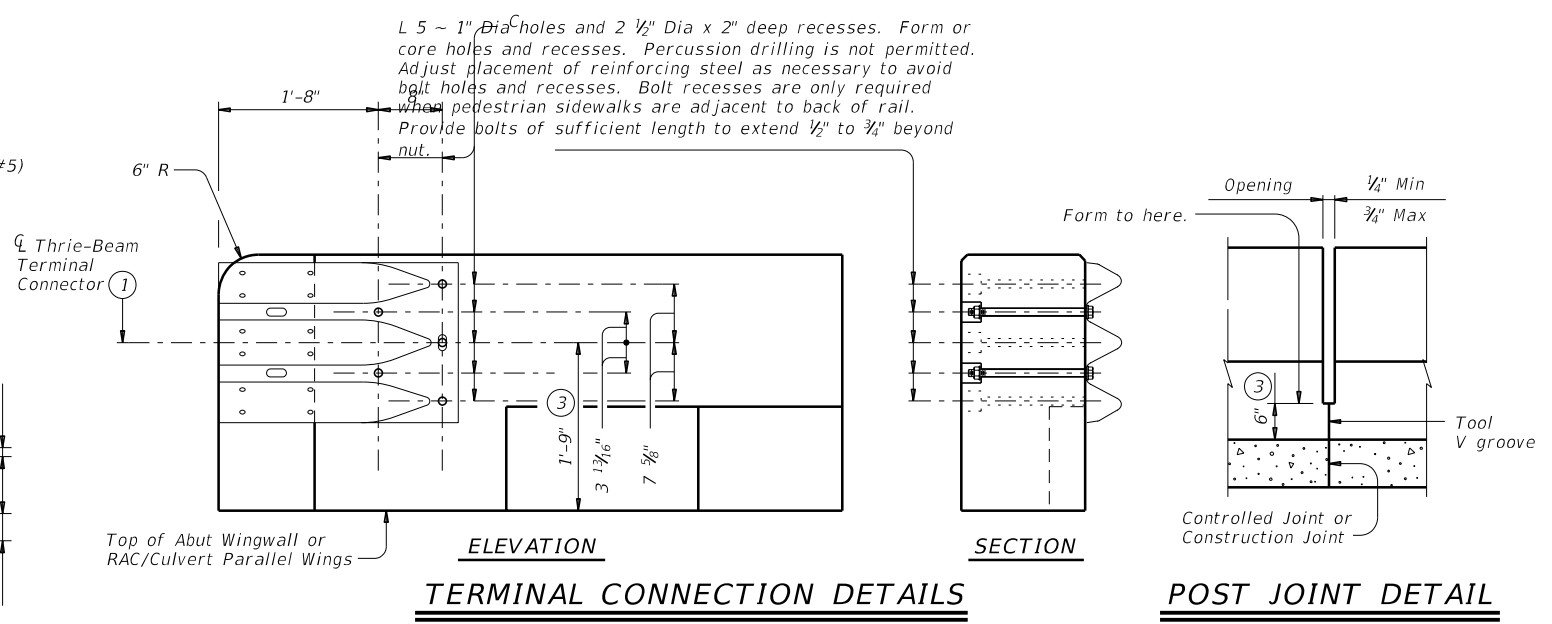 C
L 5 ~ 1" Dia holes and 2 ½" Dia x 2" deep recesses. Form or
core holes and recesses. Percussion drilling is not permitted.
Adjust placement of reinforcing steel as necessary to avoid
bolt holes and recesses. Bolt recesses are only required
when pedestrian sidewalks are adjacent to back of rail.
Provide bolts of sufficient length to extend ½" to ¾" beyond
nut.
1'-8"
8"
#5)
6" R
℄ Thrie-Beam
Terminal
Connector 1
3
1'-9"
3 13/16"
7 5/8"
Top of Abut Wingwall or
RAC/Culvert Parallel Wings
ELEVATION
SECTION
TERMINAL CONNECTION DETAILS
Opening
¼" Min
¾" Max
Form to here.
3
6"
Tool
V groove
Controlled Joint or
Construction Joint
POST JOINT DETAIL